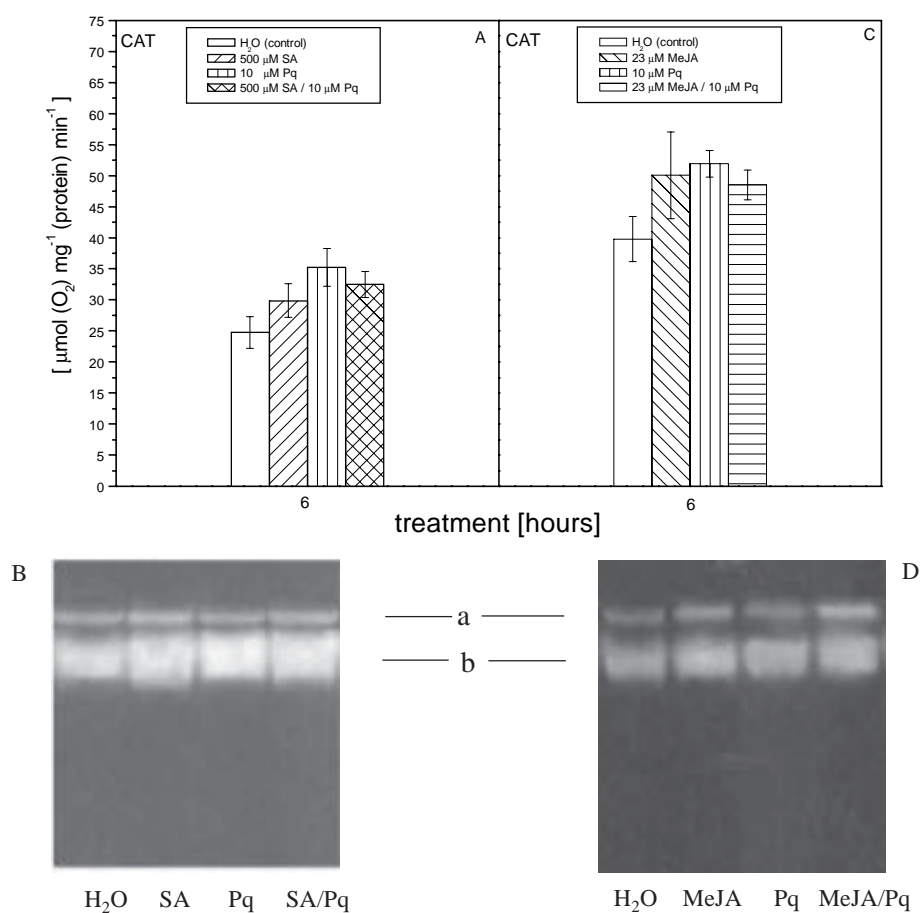 CAT
A
H₂O (control)
500 μM SA
10 μM Pq
500 μM SA / 10 μM Pq
CAT
C
H₂O (control)
23 μM MeJA
10 μM Pq
23 μM MeJA / 10 μM Pq
[ μmol (O₂) mg⁻¹ (protein) min⁻¹ ]
75
70
65
60
55
50
45
40
35
30
25
20
15
10
5
0
6
6
treatment [hours]
B
D
a
b
H₂O SA Pq SA/Pq
H₂O MeJA Pq MeJA/Pq